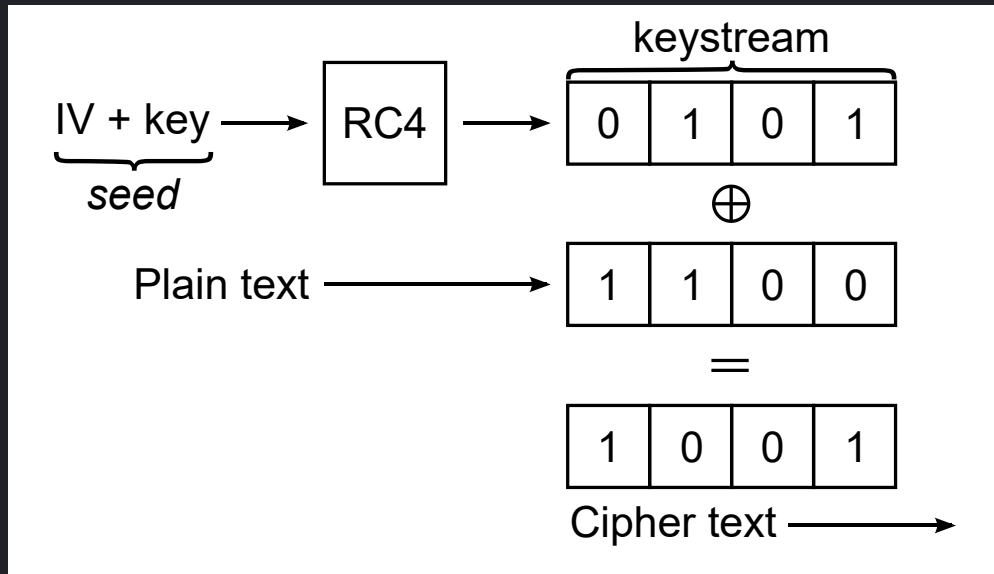 keystream
IV + key
RC4
0 1 0 1
seed
⊕
Plain text
1 1 0 0
=
1 0 0 1
Cipher text